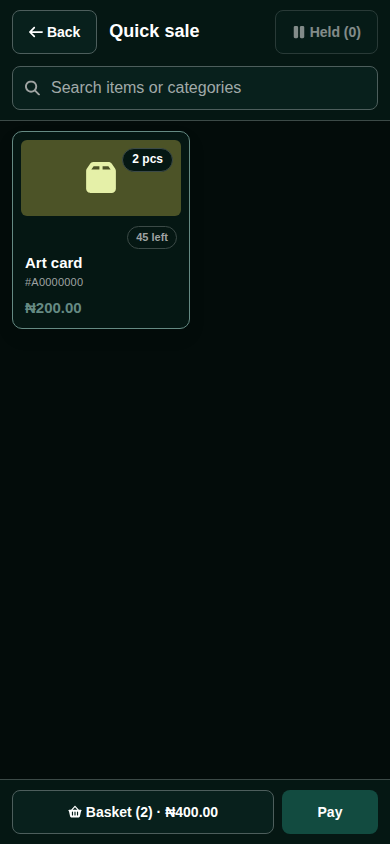 Back
Quick sale
Held (0)
Search items or categories
2 pcs
45 left
Art card
#A0000000
₦200.00
Basket (2) · ₦400.00
Pay